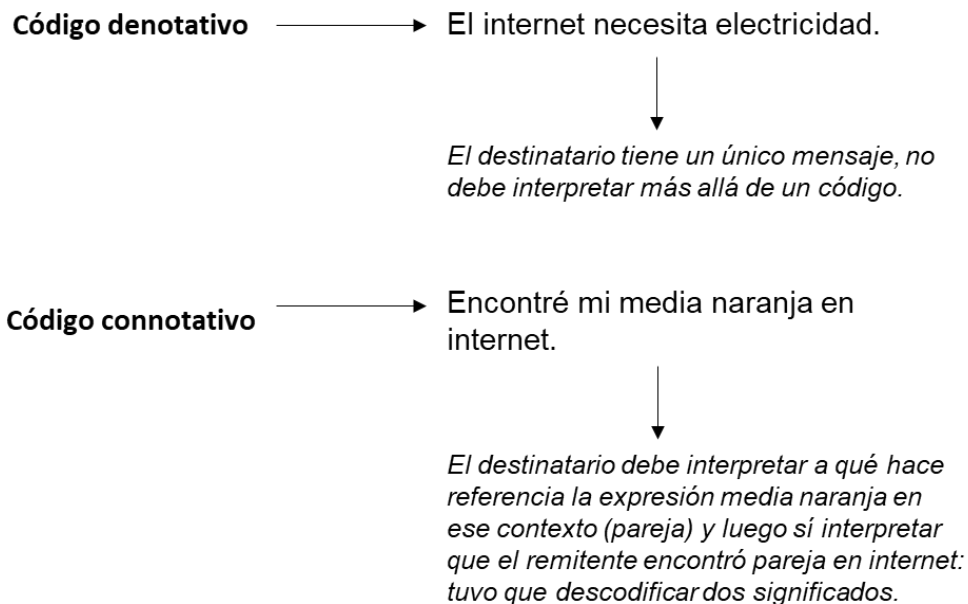 Código denotativo
El internet necesita electricidad.
El destinatario tiene un único mensaje, no
debe interpretar más allá de un código.
Código connotativo
Encontré mi media naranja en
internet.
El destinatario debe interpretar a qué hace
referencia la expresión media naranja en
ese contexto (pareja) y luego sí interpretar
que el remitente encontró pareja en internet:
tuvo que descodificar dos significados.